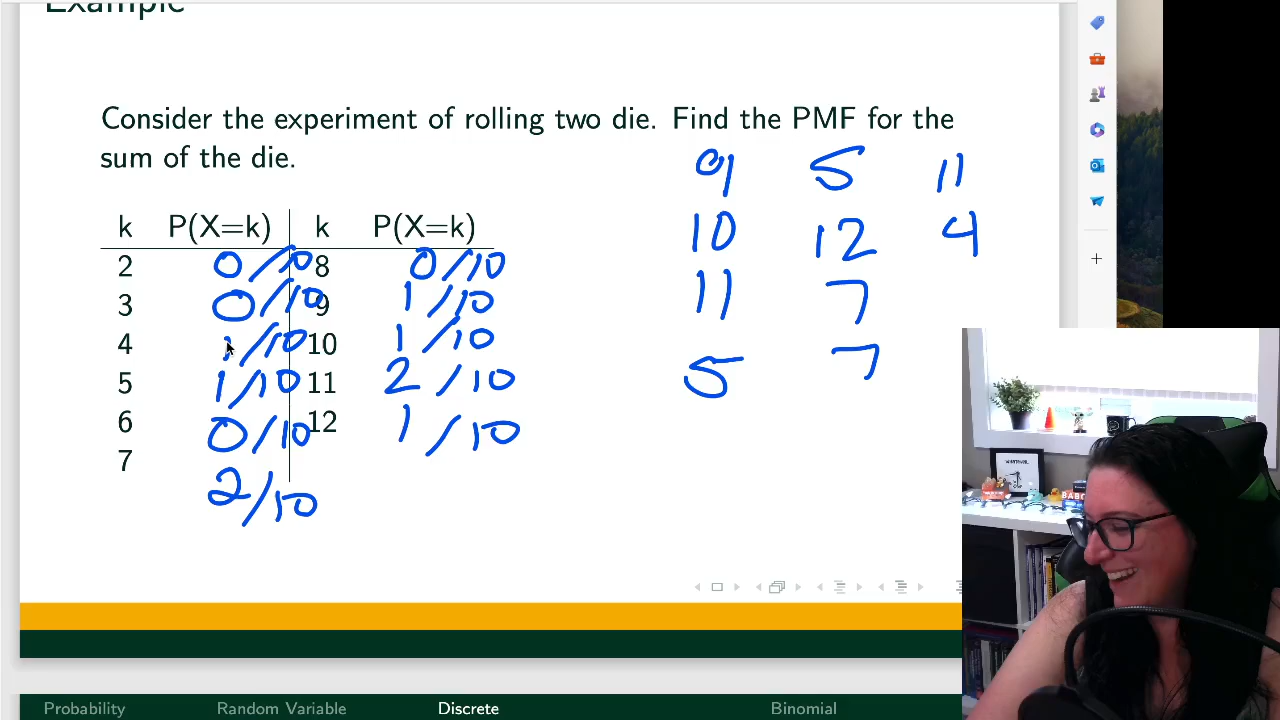 Example
Consider the experiment of rolling two die. Find the PMF for the
sum of the die.
9 5 11
10 12 4
11 7
5 7
k P(X=k) k P(X=k)
2 0/10 8 0/10
3 0/10 9 1/10
4 1/10 10 1/10
5 1/10 11 2/10
6 0/10 12 1/10
7 2/10
Probability Random Variable Discrete Binomial